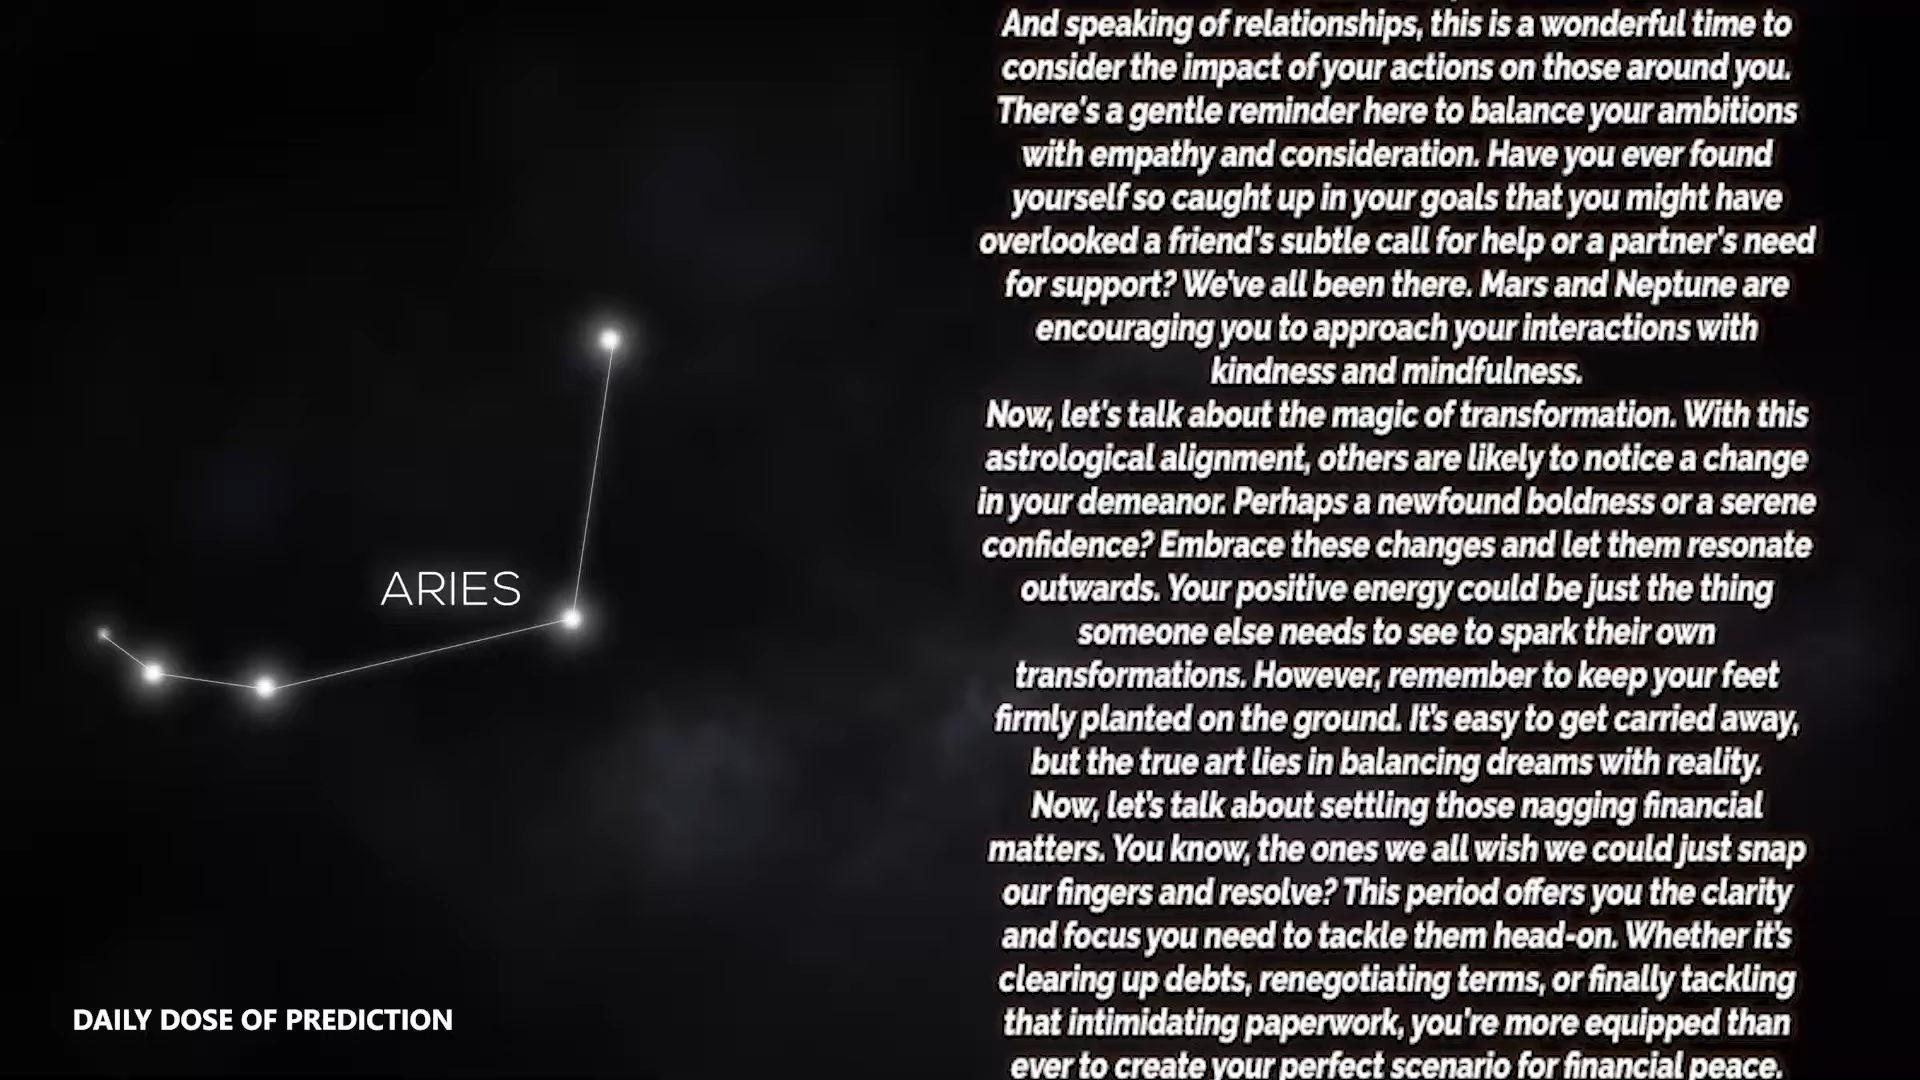 And speaking of relationships, this is a wonderful time to
consider the impact of your actions on those around you.
There's a gentle reminder here to balance your ambitions
with empathy and consideration. Have you ever found
yourself so caught up in your goals that you might have
overlooked a friend's subtle call for help or a partner's need
for support? We've all been there. Mars and Neptune are
encouraging you to approach your interactions with
kindness and mindfulness.
Now, let's talk about the magic of transformation. With this
astrological alignment, others are likely to notice a change
in your demeanor. Perhaps a newfound boldness or a serene
confidence? Embrace these changes and let them resonate
outwards. Your positive energy could be just the thing
someone else needs to see to spark their own
transformations. However, remember to keep your feet
firmly planted on the ground. It's easy to get carried away,
but the true art lies in balancing dreams with reality.
Now, let's talk about settling those nagging financial
matters. You know, the ones we all wish we could just snap
our fingers and resolve? This period offers you the clarity
and focus you need to tackle them head-on. Whether it's
clearing up debts, renegotiating terms, or finally tackling
that intimidating paperwork, you're more equipped than
ever to create your perfect scenario for financial peace.
ARIES
DAILY DOSE OF PREDICTION